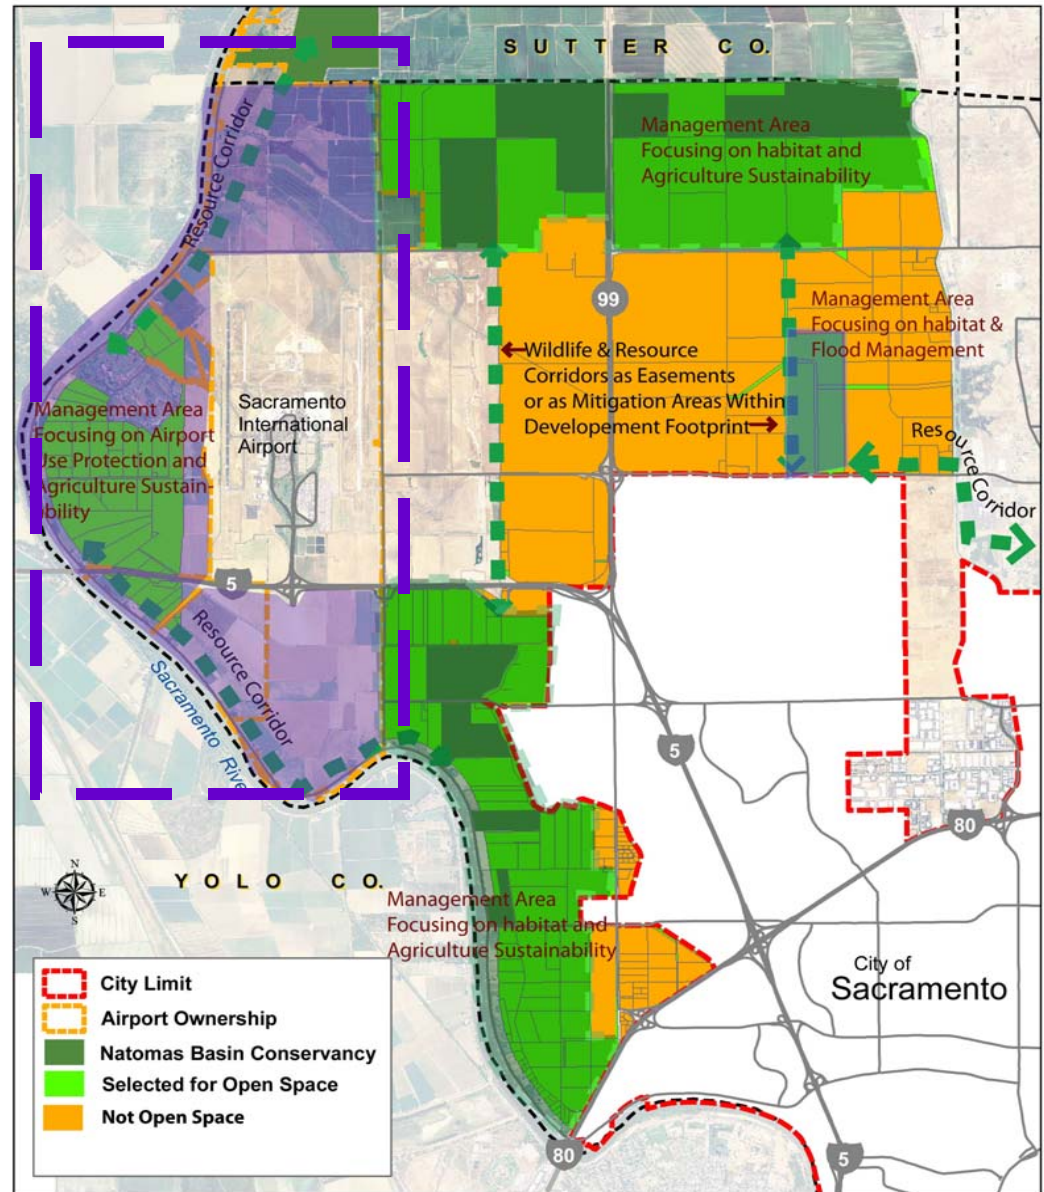 SUTTER CO.
Resource Corridor
Management Area
Focusing on habitat and
Agriculture Sustainability
99
Management Area
Focusing on habitat &
Flood Management
Wildlife & Resource
Corridors as Easements
or as Mitigation Areas Within
Developement Footprint
Sacramento
International
Airport
Management Area
Focusing on Airport
Use Protection and
Agriculture Sustain-
ability
Resource Corridor
5
Resource Corridor
Sacramento River
5
80
N
W E
S
YOLO CO.
Management Area
Focusing on habitat and
Agriculture Sustainability
City of
Sacramento
City Limit
Airport Ownership
Natomas Basin Conservancy
Selected for Open Space
Not Open Space
80
5